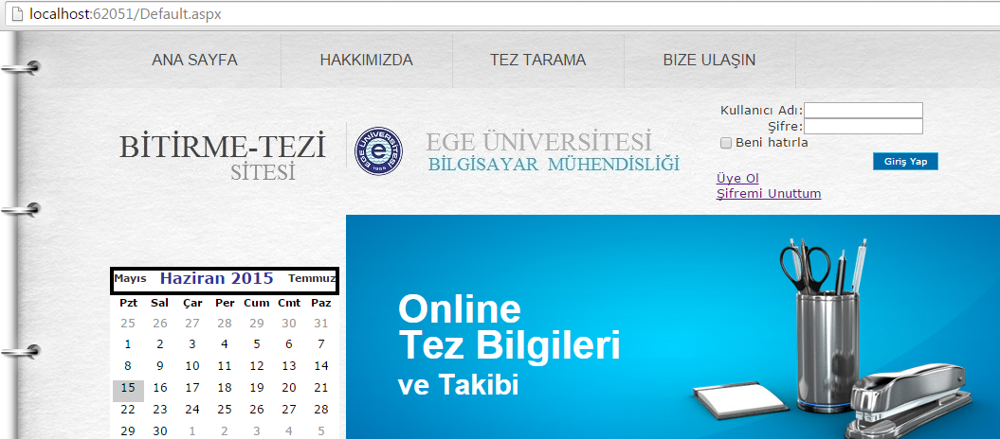 localhost:62051/Default.aspx
ANA SAYFA
HAKKIMIZDA
TEZ TARAMA
BIZE ULAŞIN
BİTİRME-TEZİ
SİTESİ
EGE ÜNİVERSİTESİ
e
1955
EGE ÜNİVERSİTESİ
BİLGİSAYAR MÜHENDİSLİĞİ
Kullanıcı Adı:
Şifre:
Beni hatırla
Giriş Yap
Üye Ol
Şifremi Unuttum
Mayıs Haziran 2015 Temmuz
Pzt Sal Çar Per Cum Cmt Paz
25 26 27 28 29 30 31
1 2 3 4 5 6 7
8 9 10 11 12 13 14
15 16 17 18 19 20 21
22 23 24 25 26 27 28
29 30 1 2 3 4 5
Online
Tez Bilgileri
ve Takibi